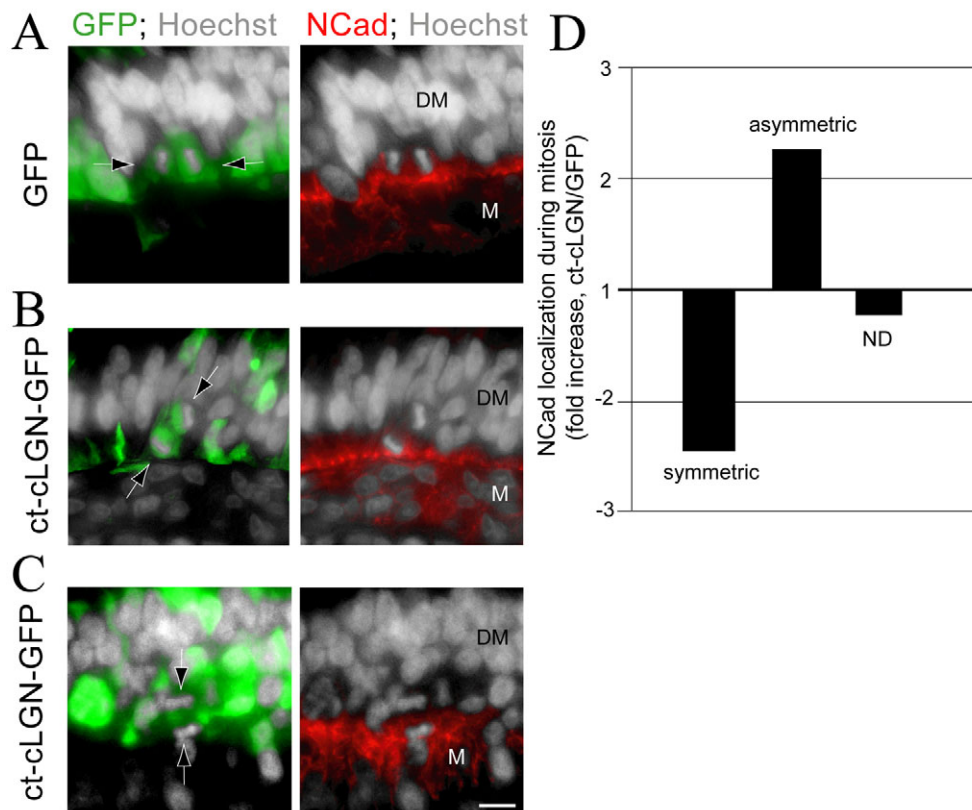 A
GFP; Hoechst
NCad; Hoechst
GFP
DM
M
B
ct-cLGN-GFP
DM
M
C
ct-cLGN-GFP
DM
M
D
NCad localization during mitosis
(fold increase, ct-cLGN/GFP)
3
2
1
-2
-3
asymmetric
ND
symmetric